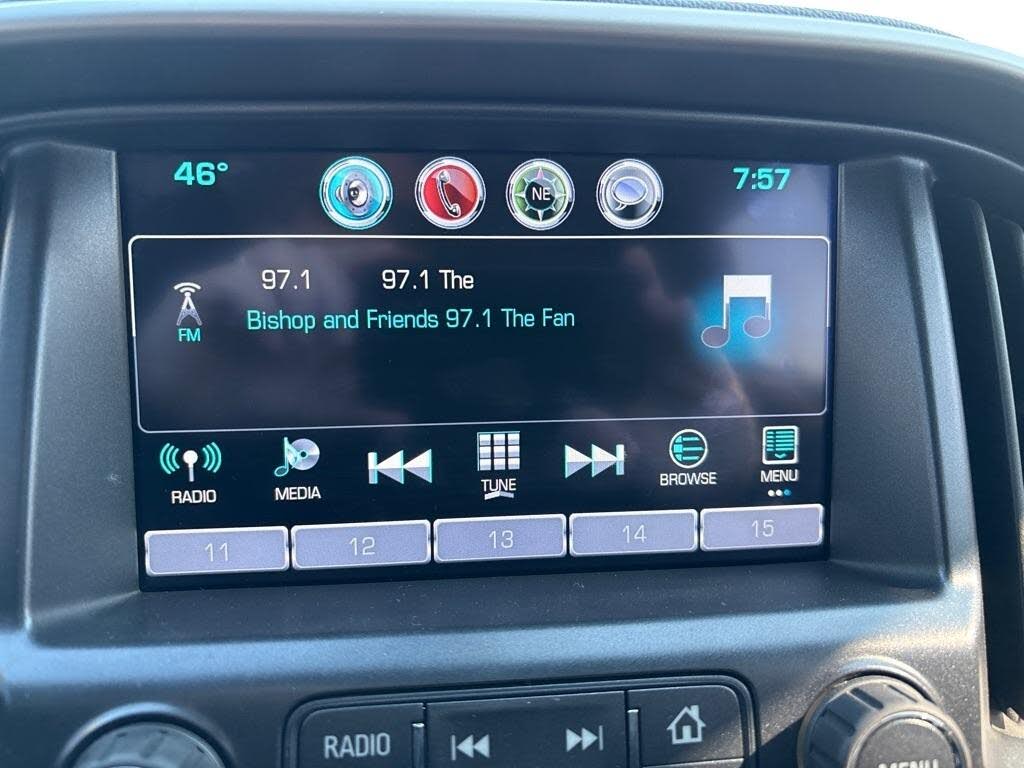 46° NE 7:57
97.1 97.1 The
FM Bishop and Friends 97.1 The Fan
RADIO MEDIA TUNE BROWSE MENU
11 12 13 14 15
RADIO
MENU